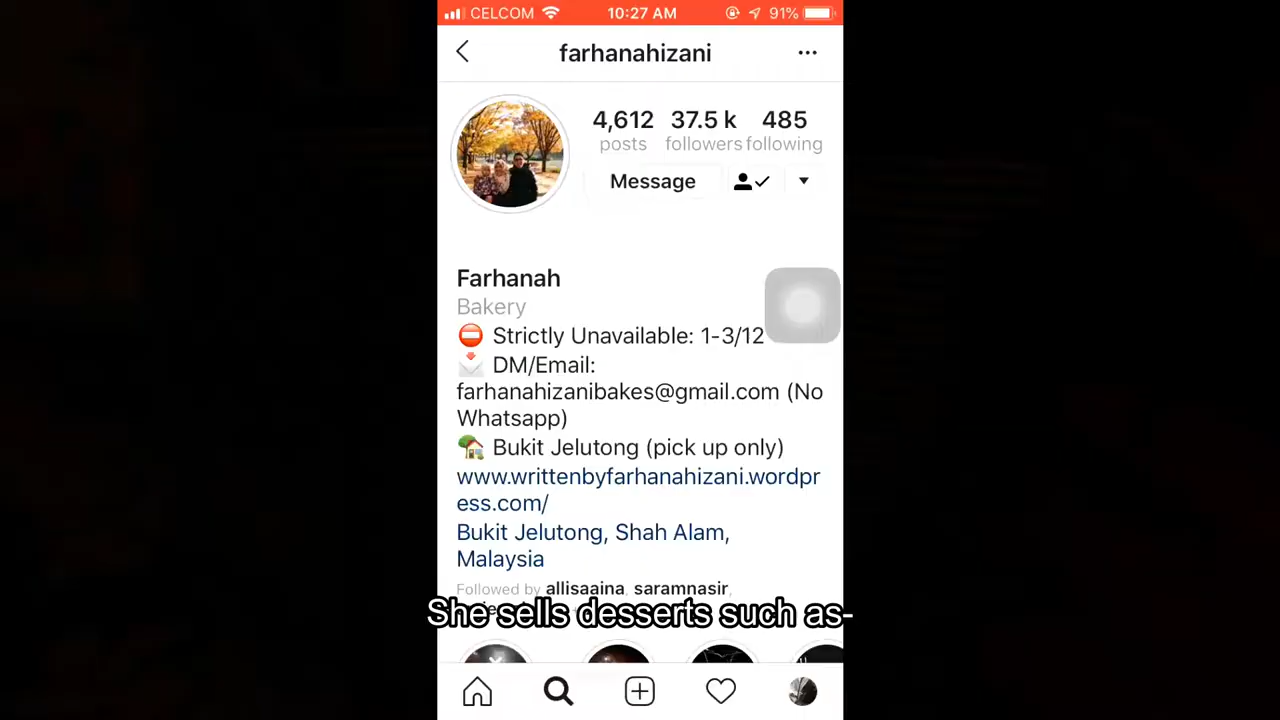 CELCOM 10:27 AM 91%
farhanahizani
4,612 37.5 k 485
posts followers following
Message
Farhanah
Bakery
Strictly Unavailable: 1-3/12
DM/Email:
farhanahizanibakes@gmail.com (No
Whatsapp)
Bukit Jelutong (pick up only)
www.writtenbyfarhanahizani.wordpr
ess.com/
Bukit Jelutong, Shah Alam,
Malaysia
Followed by allisaaina, saramnasir,
She sells desserts such as-